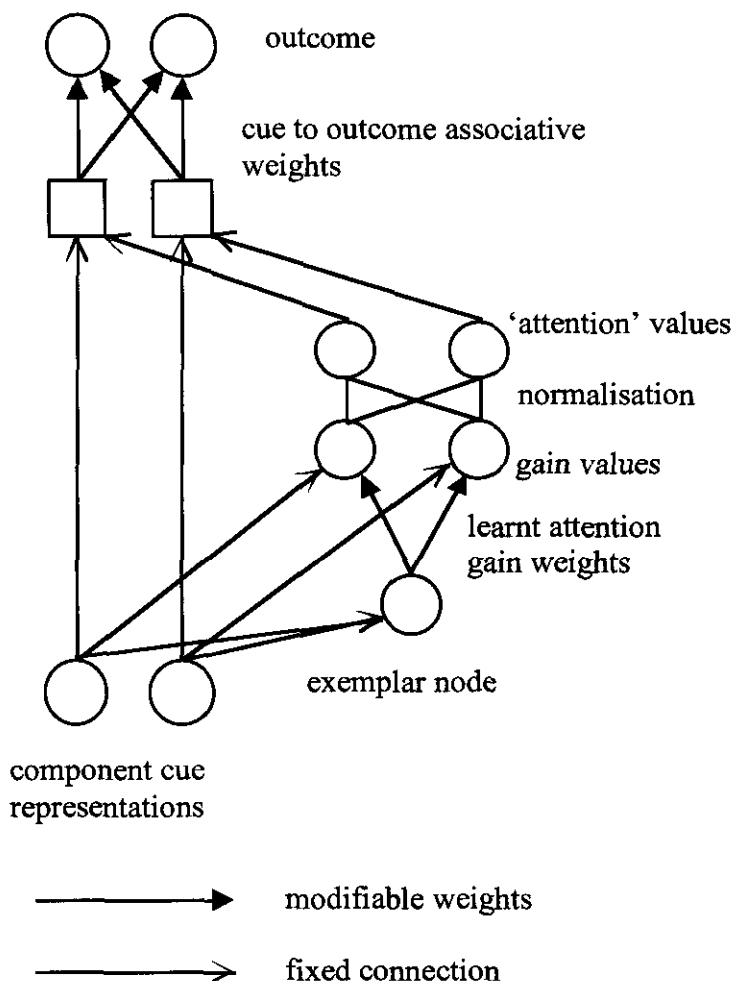 outcome
cue to outcome associative
weights
‘attention’ values
normalisation
gain values
learnt attention
gain weights
exemplar node
component cue
representations
modifiable weights
fixed connection